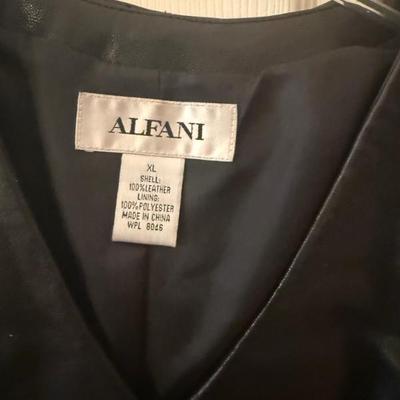 ALFANI
XL
SHELL:
100%LEATHER
LINING:
100%POLYESTER
MADE IN CHINA
WPL 8046